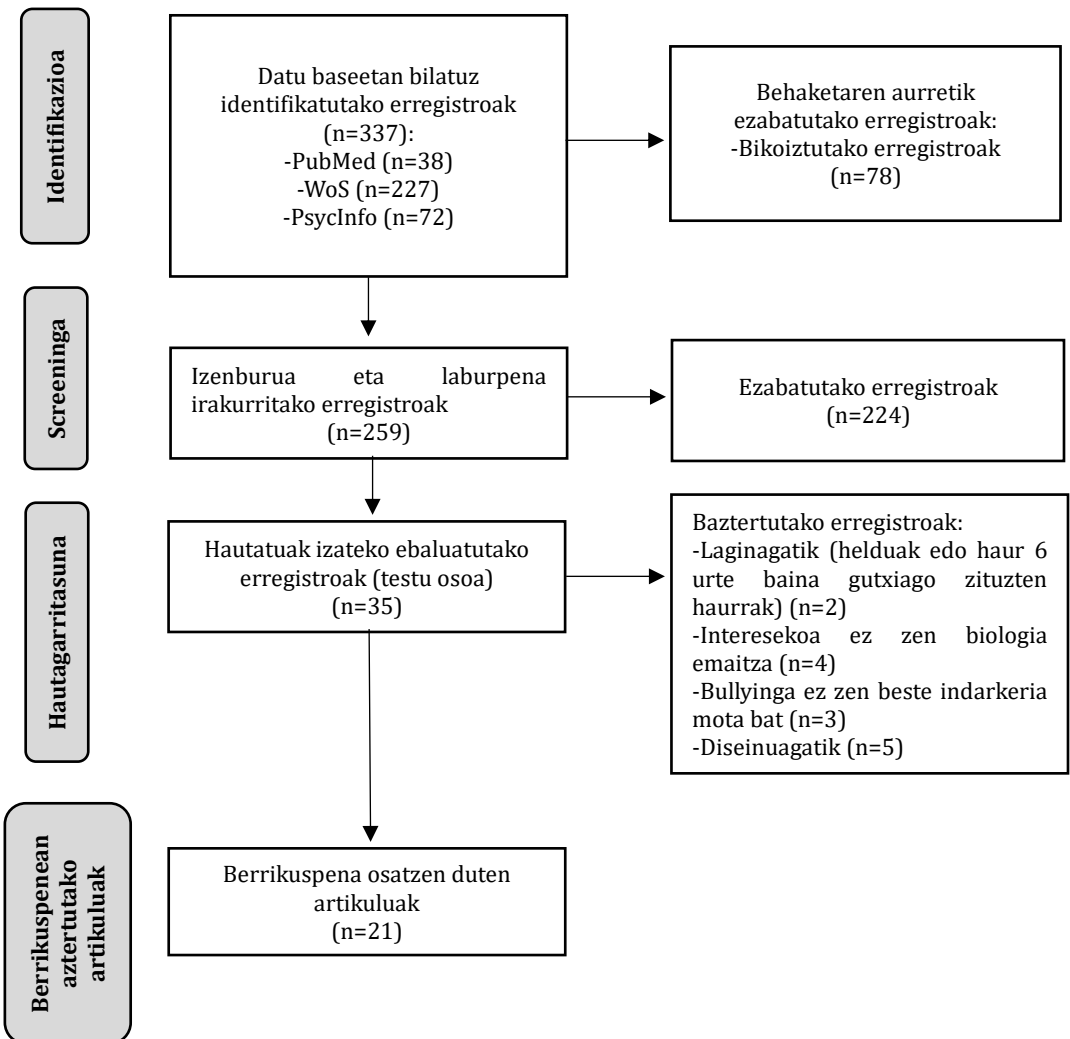 Identifikazioa
Datu baseetan bilatuz
identifikatutako erregistroak
(n=337):
-PubMed (n=38)
-WoS (n=227)
-PsycInfo (n=72)
Behaketaren aurretik
ezabatutako erregistroak:
-Bikoiztutako erregistroak
(n=78)
Screeninga
Izenburua eta laburpena
irakurritako erregistroak
(n=259)
Ezabatutako erregistroak
(n=224)
Hautagarritasuna
Hautatuak izateko ebaluatutako
erregistroak (testu osoa)
(n=35)
Baztertutako erregistroak:
-Laginagatik (helduak edo haur 6
urte baina gutxiago zituzten
haurrak) (n=2)
-Interesekoa ez zen biologia
emaitza (n=4)
-Bullyinga ez zen beste indarkeria
mota bat (n=3)
-Diseinuagatik (n=5)
Berrikuspenean
aztertutako
artikuluak
Berrikuspena osatzen duten
artikuluak
(n=21)